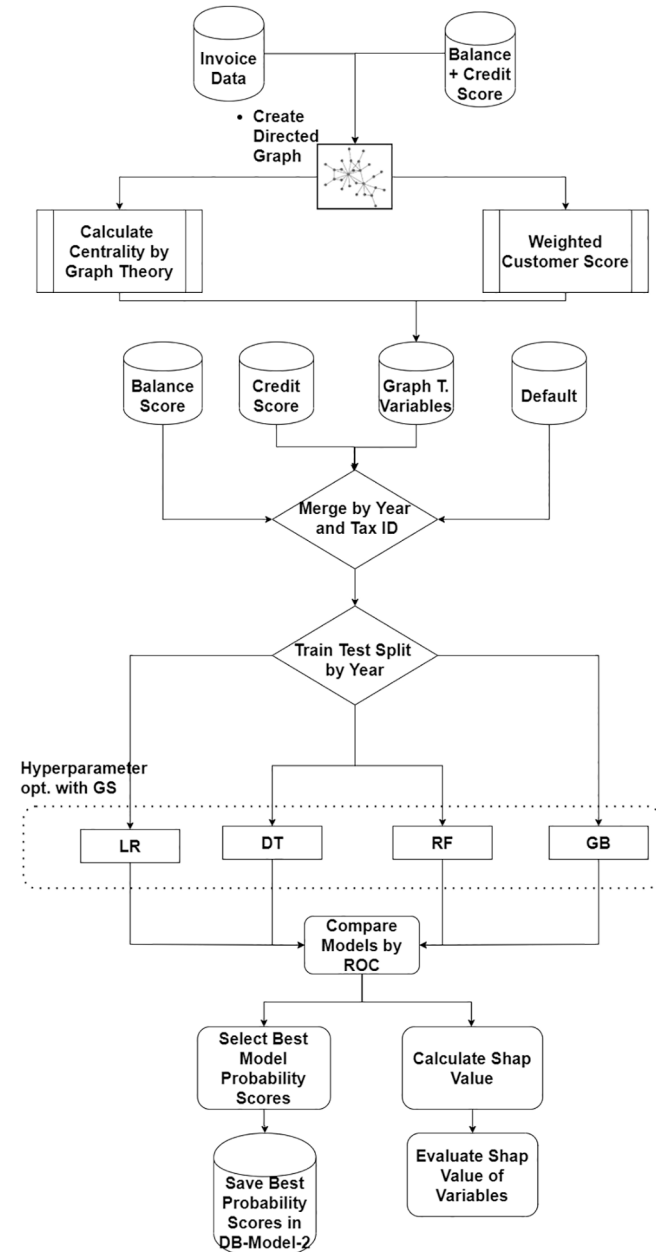 Invoice
Data
Balance
+ Credit
Score
• Create
Directed
Graph
Calculate
Centrality by
Graph Theory
Weighted
Customer Score
Balance
Score
Credit
Score
Graph T.
Variables
Default
Merge by Year
and Tax ID
Train Test Split
by Year
Hyperparameter
opt. with GS
LR
DT
RF
GB
Compare
Models by
ROC
Select Best
Model
Probability
Scores
Calculate Shap
Value
Save Best
Probability
Scores in
DB-Model-2
Evaluate Shap
Value of
Variables